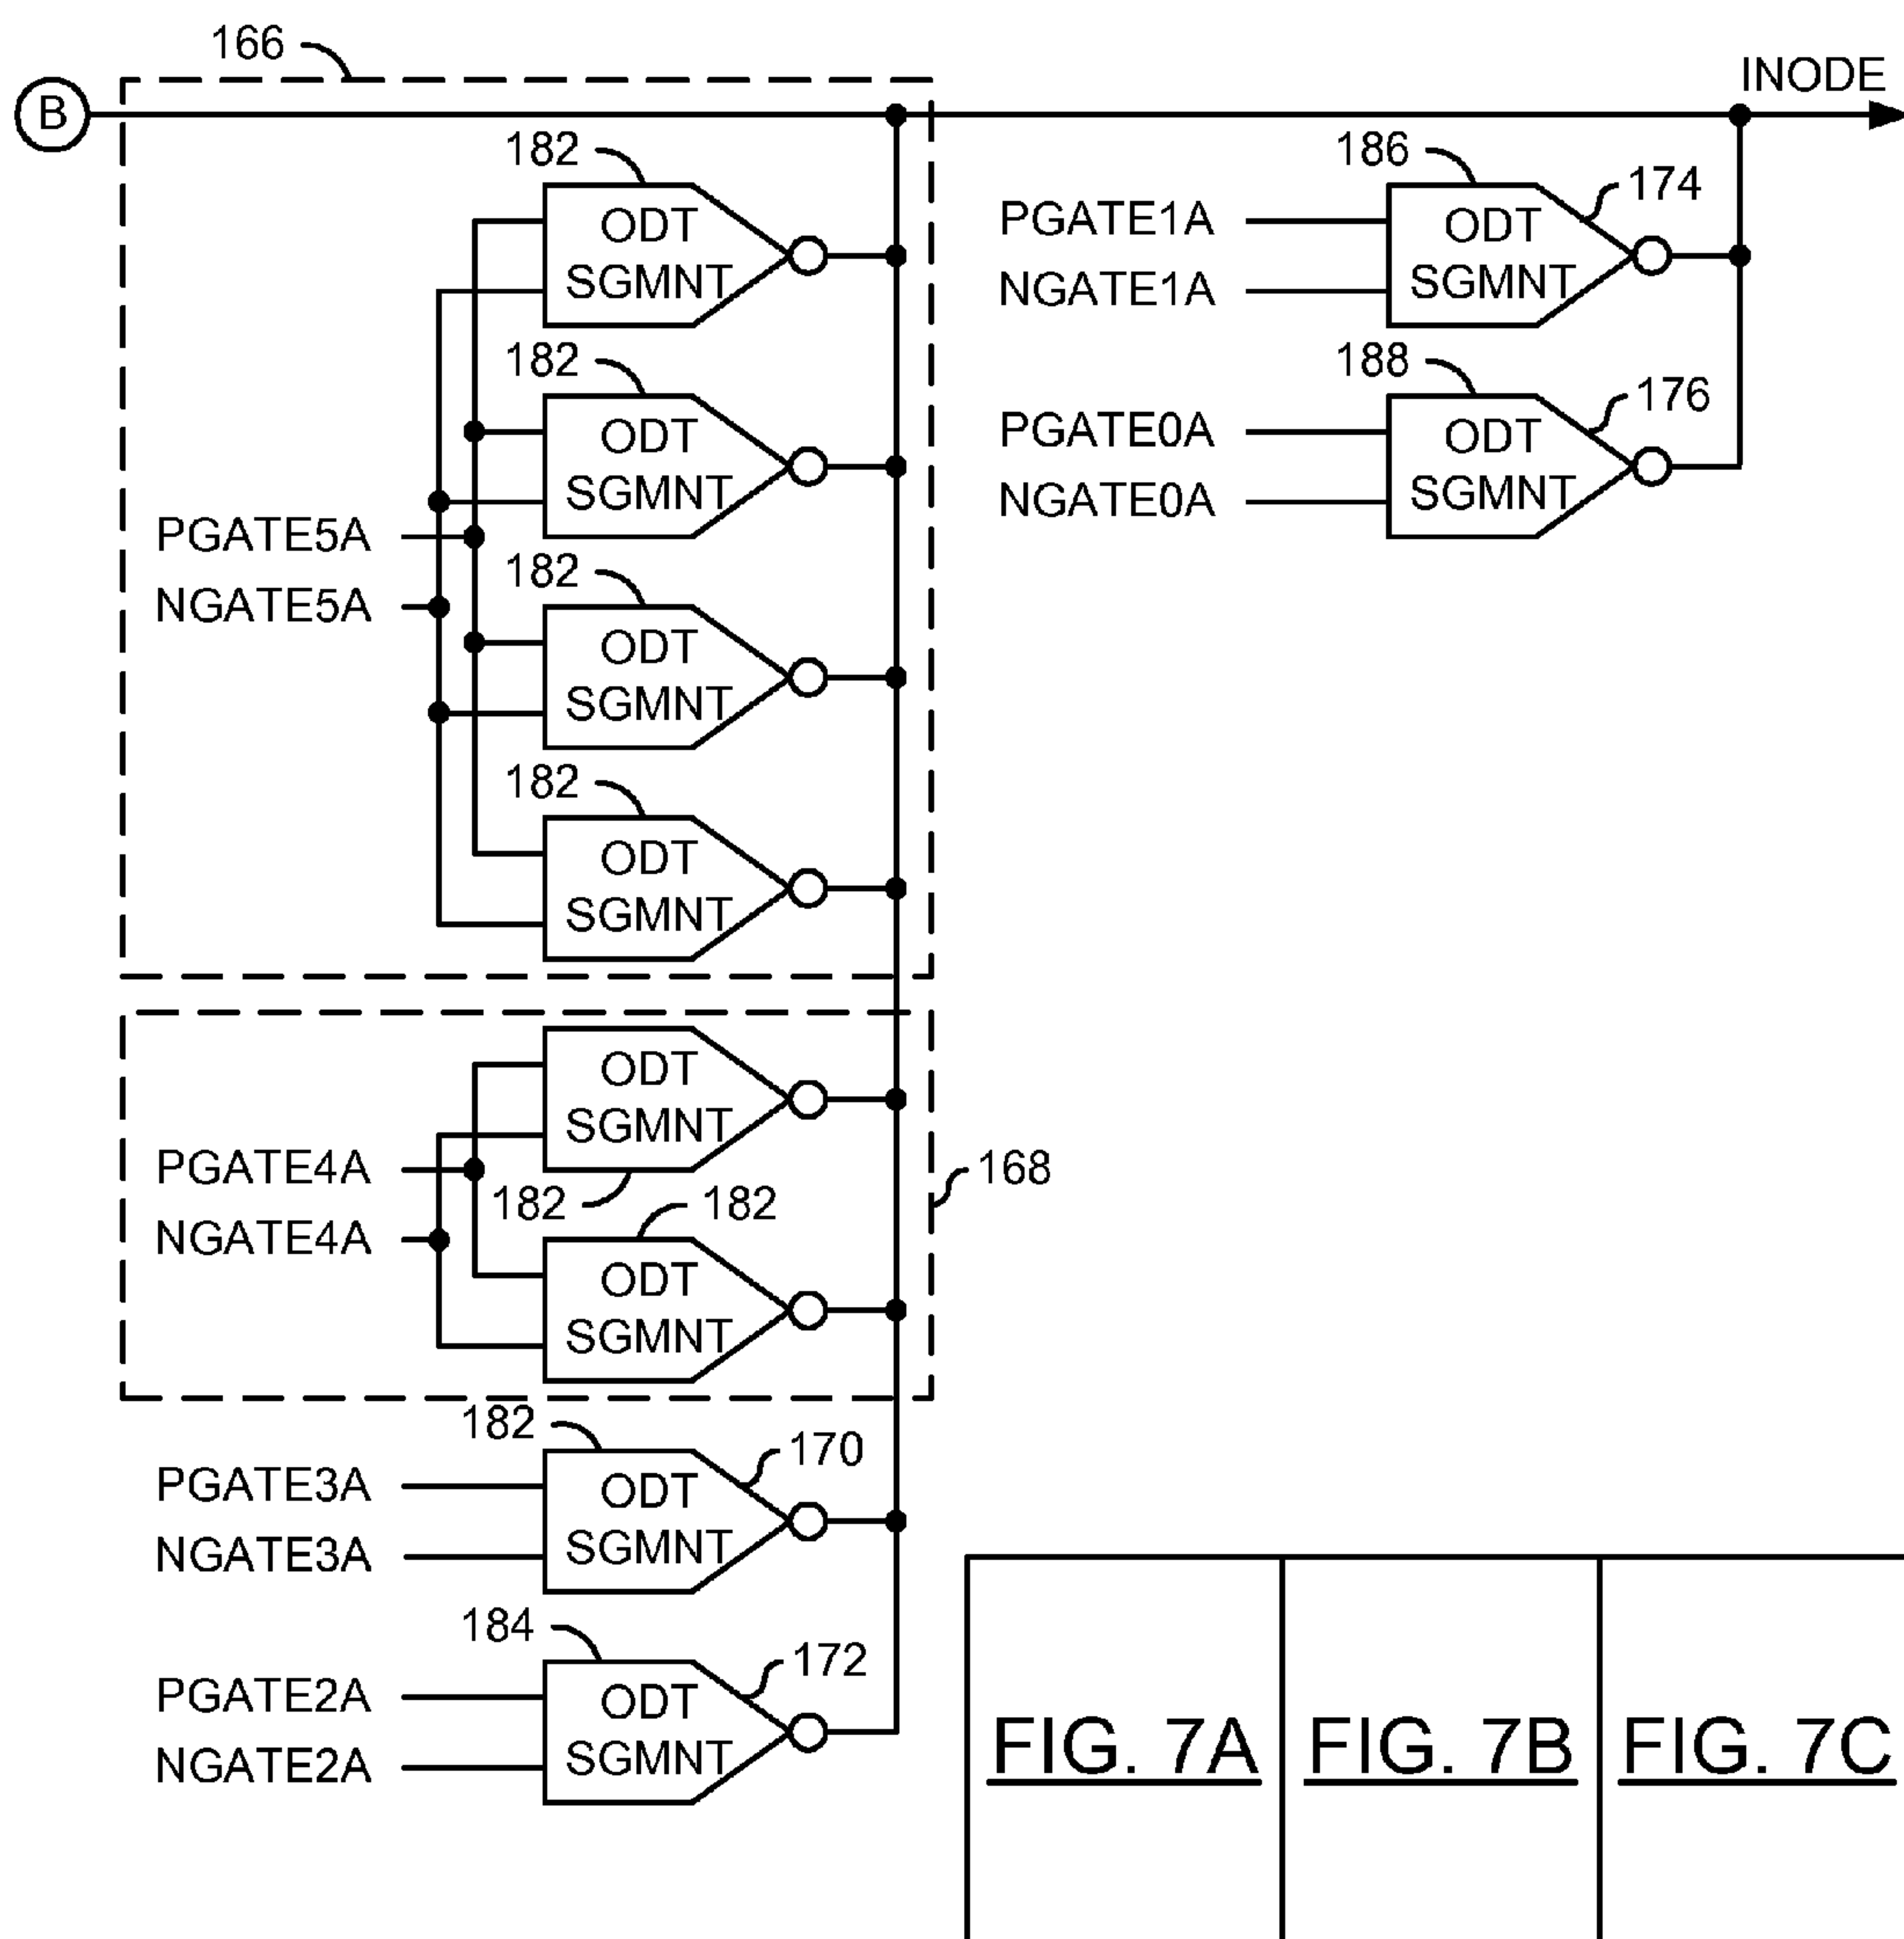 166
B
INODE
182
ODT
SGMNT
186
174
PGATE1A
NGATE1A
ODT
SGMNT
182
ODT
SGMNT
188
176
PGATE0A
NGATE0A
ODT
SGMNT
PGATE5A
NGATE5A
182
ODT
SGMNT
182
ODT
SGMNT
ODT
SGMNT
PGATE4A
NGATE4A
182
182
168
ODT
SGMNT
182
170
PGATE3A
NGATE3A
ODT
SGMNT
184
172
PGATE2A
NGATE2A
ODT
SGMNT
FIG. 7A
FIG. 7B
FIG. 7C